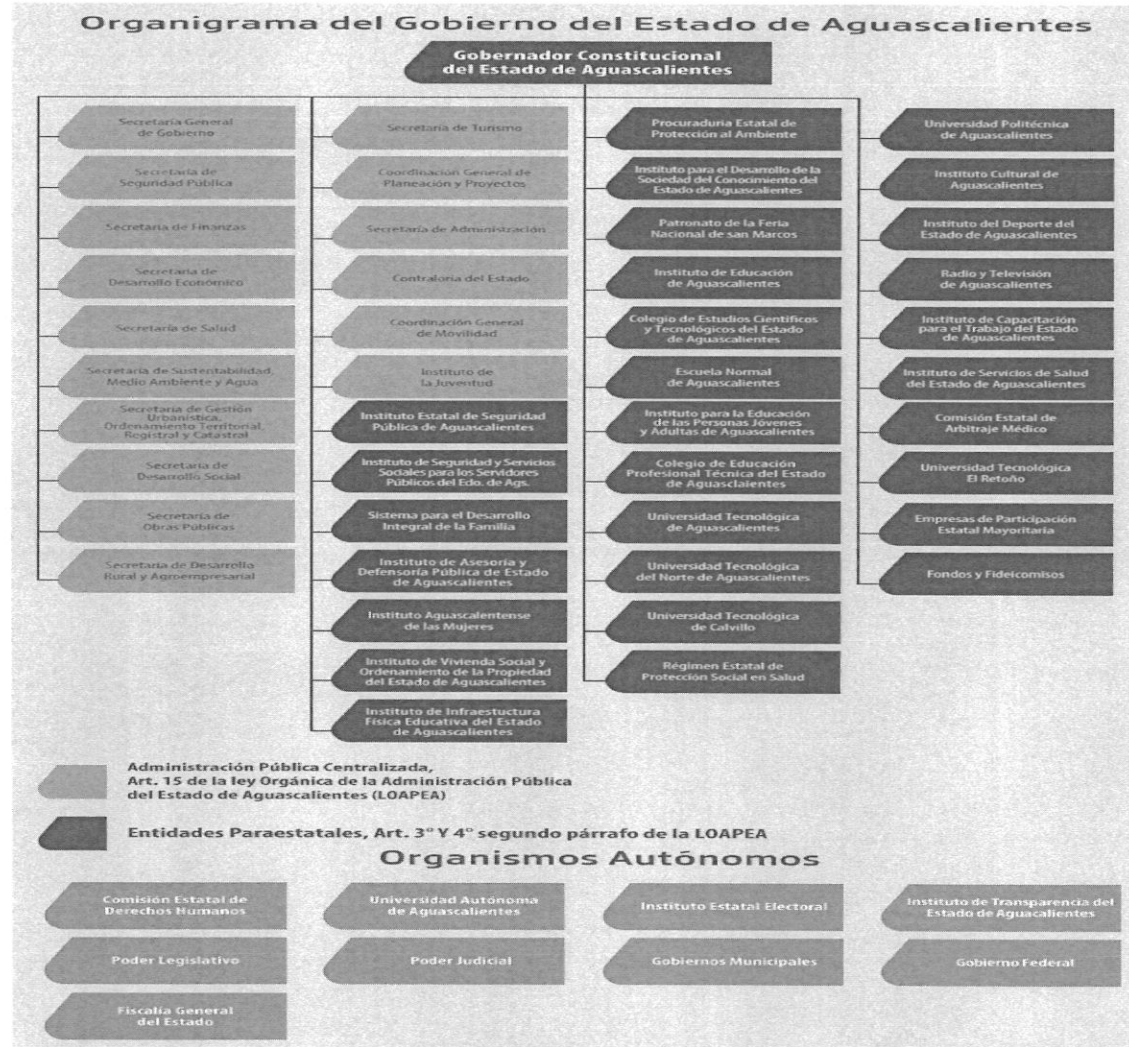 Organigrama del Gobierno del Estado de Aguascalientes
Gobernador Constitucional
del Estado de Aguascalientes
Secretaría General
de Gobierno
Secretaría de
Seguridad Pública
Secretaría de Finanzas
Secretaría de
Desarrollo Económico
Secretaría de Salud
Secretaría de Sustentabilidad,
Medio Ambiente y Agua
Secretaría de Gestión
Urbanística,
Ordenamiento Territorial,
Registral y Catastral
Secretaría de
Desarrollo Social
Secretaría de
Obras Públicas
Secretaría de Desarrollo
Rural y Agroempresarial
Secretaría de Turismo
Coordinación General de
Planeación y Proyectos
Secretaría de Administración
Contraloría del Estado
Coordinación General
de Movilidad
Instituto de
la Juventud
Instituto Estatal de Seguridad
Pública de Aguascalientes
Instituto de Seguridad y Servicios
Sociales para los Servidores
Públicos del Edo. de Ags.
Sistema para el Desarrollo
Integral de la Familia
Instituto de Asesoría y
Defensoría Pública de Estado
de Aguascalientes
Instituto Aguascalentense
de las Mujeres
Instituto de Vivienda Social y
Ordenamiento de la Propiedad
del Estado de Aguascalientes
Instituto de Infraestuctura
Física Educativa del Estado
de Aguascalientes
Procuraduría Estatal de
Protección al Ambiente
Instituto para el Desarrollo de la
Sociedad del Conocimiento del
Estado de Aguascalientes
Patronato de la Feria
Nacional de san Marcos
Instituto de Educación
de Aguascalientes
Colegio de Estudios Científicos
y Tecnológicos del Estado
de Aguascalientes
Escuela Normal
de Aguascalientes
Instituto para la Educación
de las Personas Jóvenes
y Adultas de Aguascalientes
Colegio de Educación
Profesional Técnica del Estado
de Aguasclaientes
Universidad Tecnológica
de Aguascalientes
Universidad Tecnológica
del Norte de Aguascalientes
Universidad Tecnológica
de Calvillo
Régimen Estatal de
Protección Social en Salud
Universidad Politécnica
de Aguascalientes
Instituto Cultural de
Aguascalientes
Instituto del Deporte del
Estado de Aguascalientes
Radio y Televisión
de Aguascalientes
Instituto de Capacitación
para el Trabajo del Estado
de Aguascalientes
Instituto de Servicios de Salud
del Estado de Aguascalientes
Comisión Estatal de
Arbitraje Médico
Universidad Tecnológica
El Retoño
Empresas de Participación
Estatal Mayoritaria
Fondos y Fideicomisos
Administración Pública Centralizada,
Art. 15 de la ley Orgánica de la Administración Pública
del Estado de Aguascalientes (LOAPEA)
Entidades Paraestatales, Art. 3° Y 4° segundo párrafo de la LOAPEA
Organismos Autónomos
Comisión Estatal de
Derechos Humanos
Universidad Autónoma
de Aguascalientes
Instituto Estatal Electoral
Instituto de Transparencia del
Estado de Aguacalientes
Poder Legislativo
Poder Judicial
Gobiernos Municipales
Gobierno Federal
Fiscalía General
del Estado